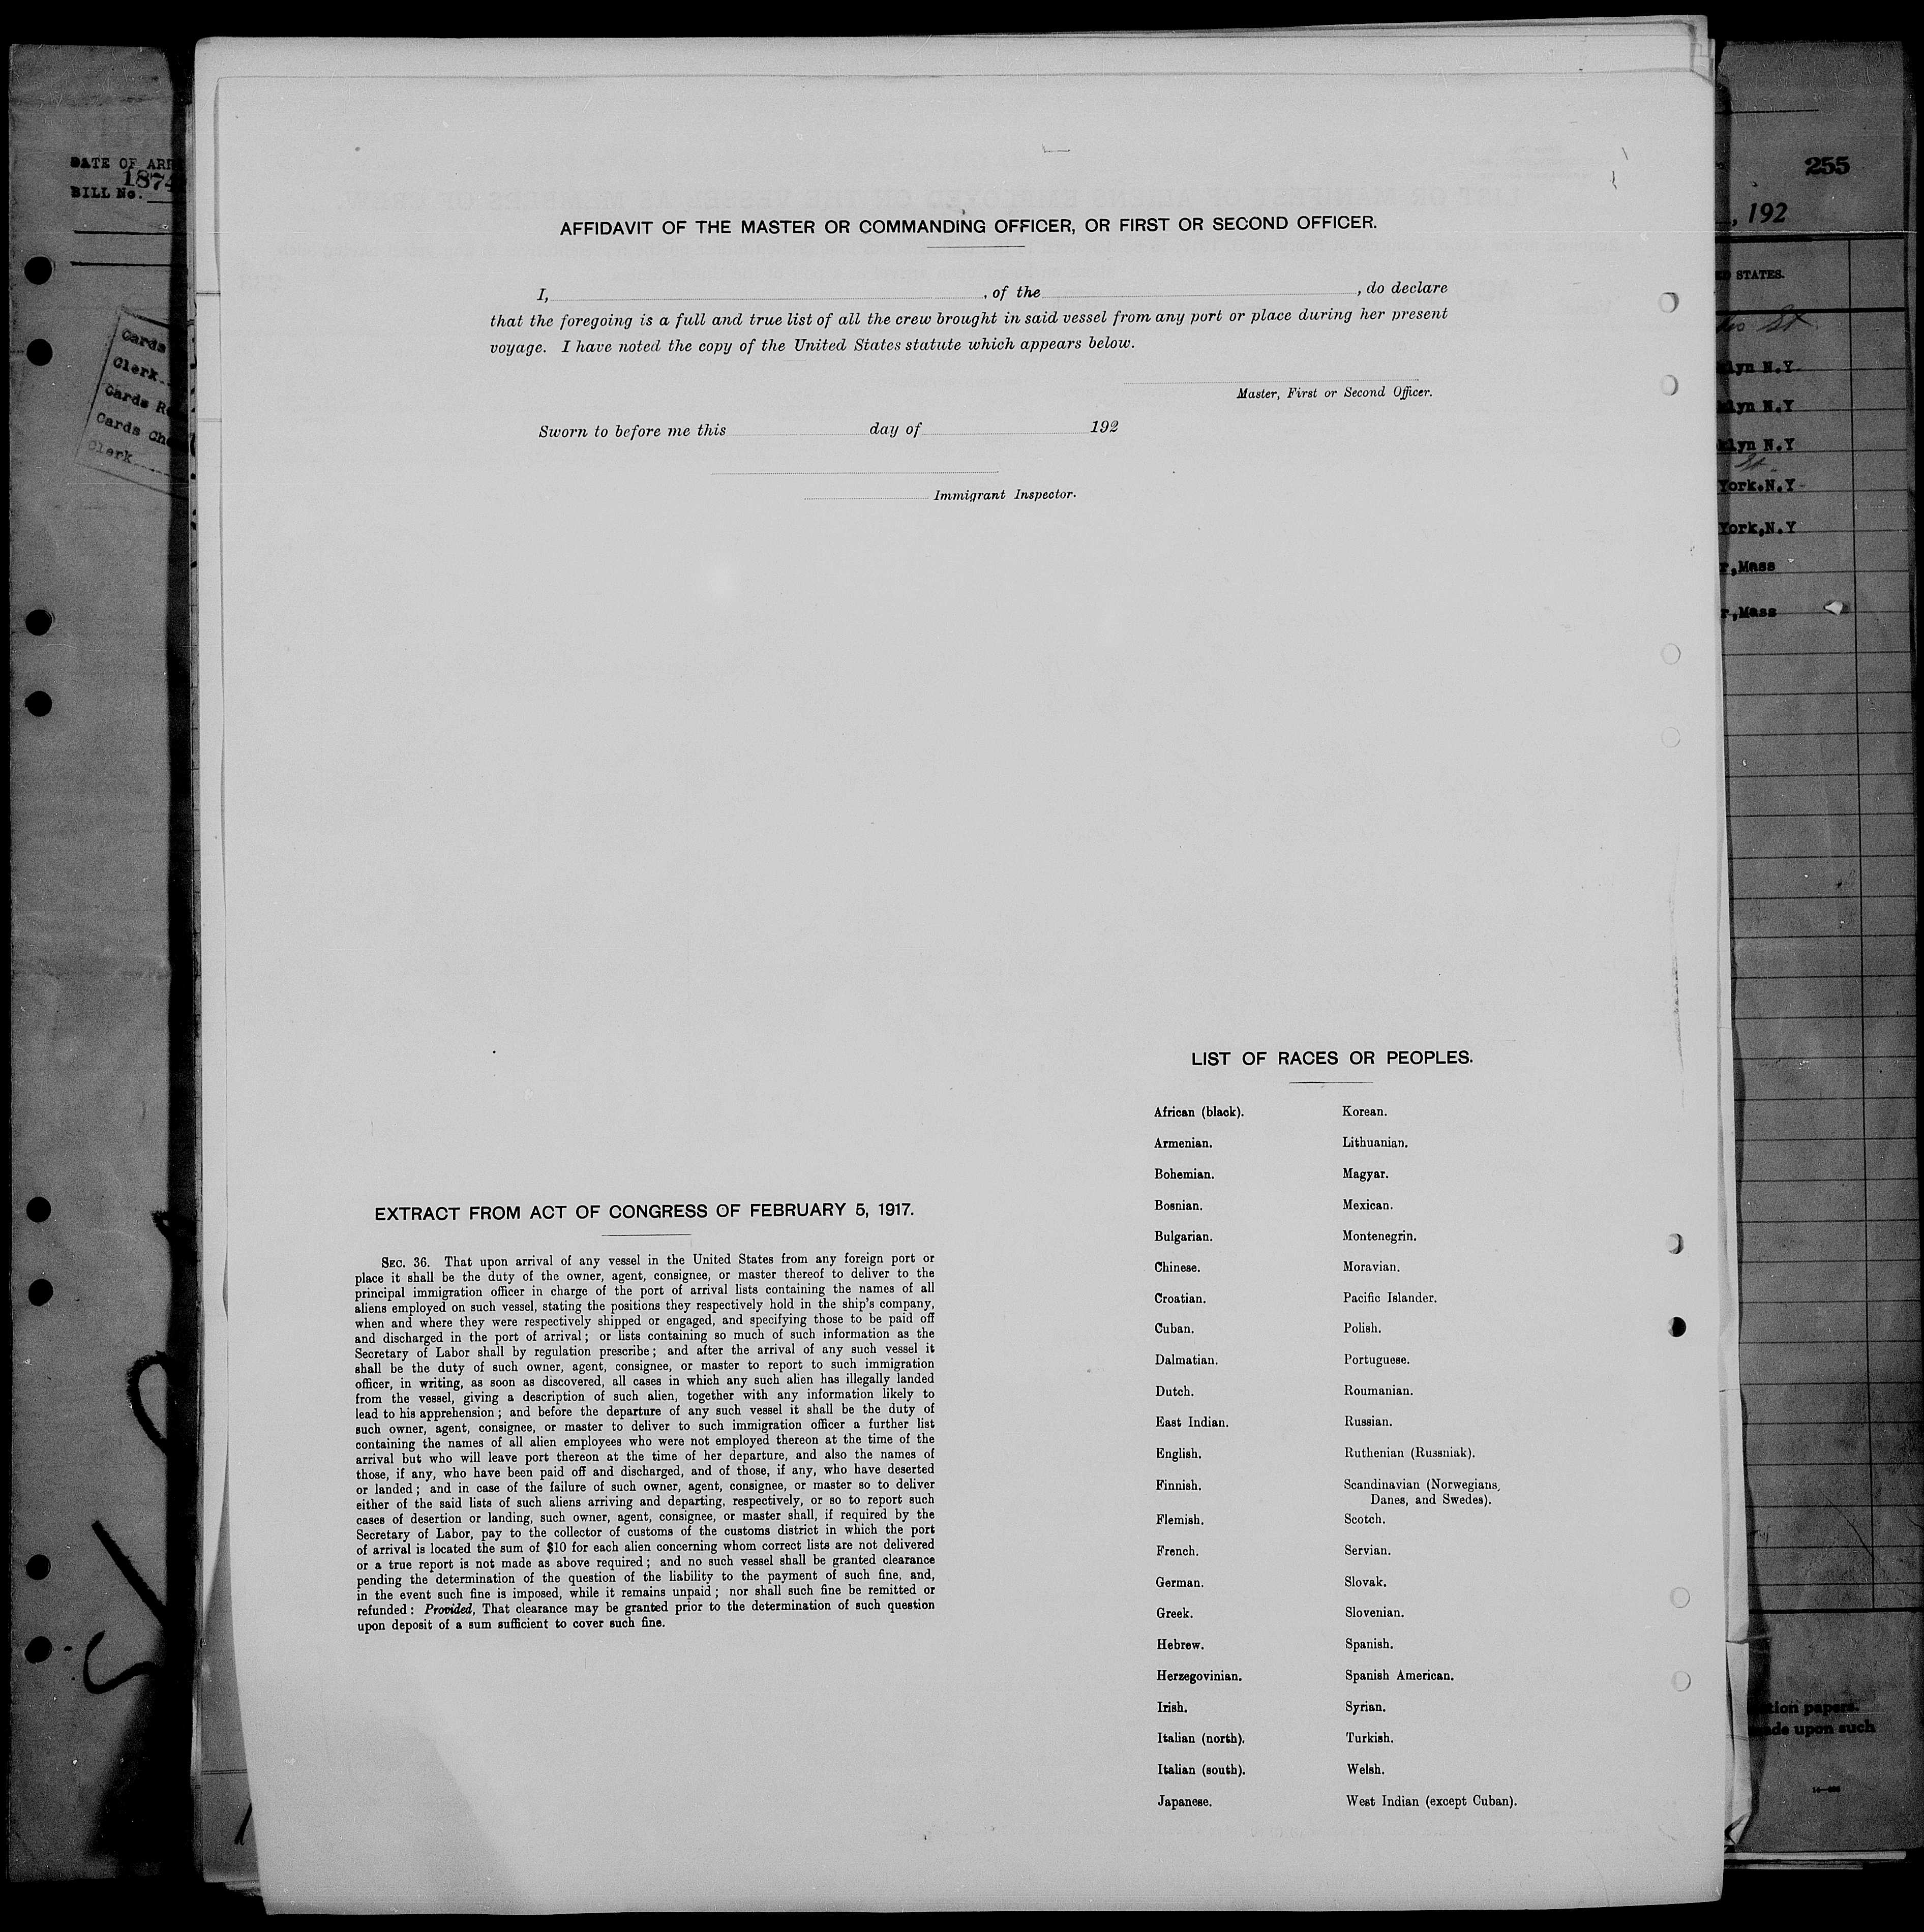 DATE OF ARR
1874
BILL No.
Cards
Clerk
Cards R
Cards Che
Clerk
AFFIDAVIT OF THE MASTER OR COMMANDING OFFICER, OR FIRST OR SECOND OFFICER.
I, , of the , do declare
that the foregoing is a full and true list of all the crew brought in said vessel from any port or place during her present
voyage. I have noted the copy of the United States statute which appears below.
Master, First or Second Officer.
Sworn to before me this day of 192
Immigrant Inspector.
EXTRACT FROM ACT OF CONGRESS OF FEBRUARY 5, 1917.
SEC. 36. That upon arrival of any vessel in the United States from any foreign port or
place it shall be the duty of the owner, agent, consignee, or master thereof to deliver to the
principal immigration officer in charge of the port of arrival lists containing the names of all
aliens employed on such vessel, stating the positions they respectively hold in the ship's company,
when and where they were respectively shipped or engaged, and specifying those to be paid off
and discharged in the port of arrival; or lists containing so much of such information as the
Secretary of Labor shall by regulation prescribe; and after the arrival of any such vessel it
shall be the duty of such owner, agent, consignee, or master to report to such immigration
officer, in writing, as soon as discovered, all cases in which any such alien has illegally landed
from the vessel, giving a description of such alien, together with any information likely to
lead to his apprehension; and before the departure of any such vessel it shall be the duty of
such owner, agent, consignee, or master to deliver to such immigration officer a further list
containing the names of all alien employees who were not employed thereon at the time of the
arrival but who will leave port thereon at the time of her departure, and also the names of
those, if any, who have been paid off and discharged, and of those, if any, who have deserted
or landed; and in case of the failure of such owner, agent, consignee, or master so to deliver
either of the said lists of such aliens arriving and departing, respectively, or so to report such
cases of desertion or landing, such owner, agent, consignee, or master shall, if required by the
Secretary of Labor, pay to the collector of customs of the customs district in which the port
of arrival is located the sum of $10 for each alien concerning whom correct lists are not delivered
or a true report is not made as above required; and no such vessel shall be granted clearance
pending the determination of the question of the liability to the payment of such fine, and,
in the event such fine is imposed, while it remains unpaid; nor shall such fine be remitted or
refunded: Provided, That clearance may be granted prior to the determination of such question
upon deposit of a sum sufficient to cover such fine.
LIST OF RACES OR PEOPLES.
African (black). Korean.
Armenian. Lithuanian.
Bohemian. Magyar.
Bosnian. Mexican.
Bulgarian. Montenegrin.
Chinese. Moravian.
Croatian. Pacific Islander.
Cuban. Polish.
Dalmatian. Portuguese.
Dutch. Roumanian.
East Indian. Russian.
English. Ruthenian (Russniak).
Finnish. Scandinavian (Norwegians,
Danes, and Swedes).
Flemish. Scotch.
French. Servian.
German. Slovak.
Greek. Slovenian.
Hebrew. Spanish.
Herzegovinian. Spanish American.
Irish. Syrian.
Italian (north). Turkish.
Italian (south). Welsh.
Japanese. West Indian (except Cuban).
255
, 192
STATES.
St
klyn N.Y
klyn N.Y
klyn N.Y
St.
York.N.Y
York,N.Y
r,Mass
r,Mass
tion papers.
ade upon such